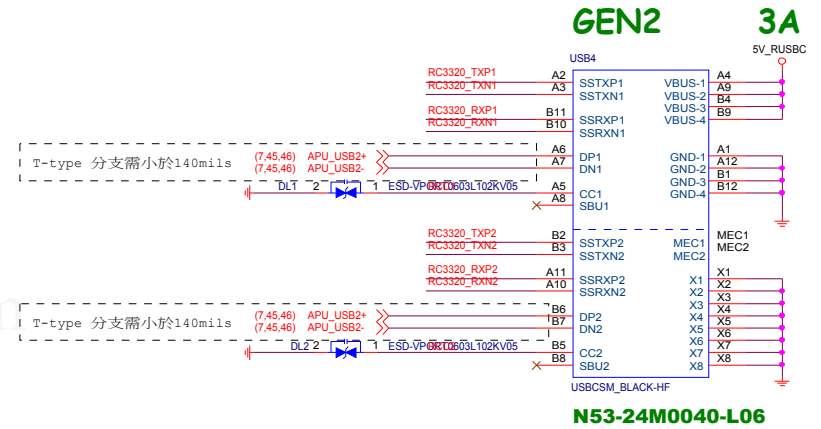 GEN2 3A
5V_RUSBC
USB4
RC3320_TXP1 A2 SSTXP1 VBUS-1 A4
RC3320_TXN1 A3 SSTXN1 VBUS-2 A9
VBUS-3 B4
RC3320_RXP1 B11 SSRXP1 VBUS-4 B9
RC3320_RXN1 B10 SSRXN1
(7,45,46) APU_USB2+ A6 DP1 GND-1 A1
T-type 分支需小於140mils
(7,45,46) APU_USB2- A7 DN1 GND-2 A12
GND-3 B1
DL1 2 1 ESD-VPORT0603L102KV05 A5 CC1 GND-4 B12
A8 SBU1
RC3320_TXP2 B2 SSTXP2 MEC1 MEC1
RC3320_TXN2 B3 SSTXN2 MEC2 MEC2
RC3320_RXP2 A11 SSRXP2 X1 X1
RC3320_RXN2 A10 SSRXN2 X2 X2
X3 X3
(7,45,46) APU_USB2+ B6 DP2 X4 X4
T-type 分支需小於140mils
(7,45,46) APU_USB2- B7 DN2 X5 X5
X6 X6
DL2 2 1 ESD-VPORT0603L102KV05 B5 CC2 X7 X7
B8 SBU2 X8 X8
USBCSM_BLACK-HF
N53-24M0040-L06